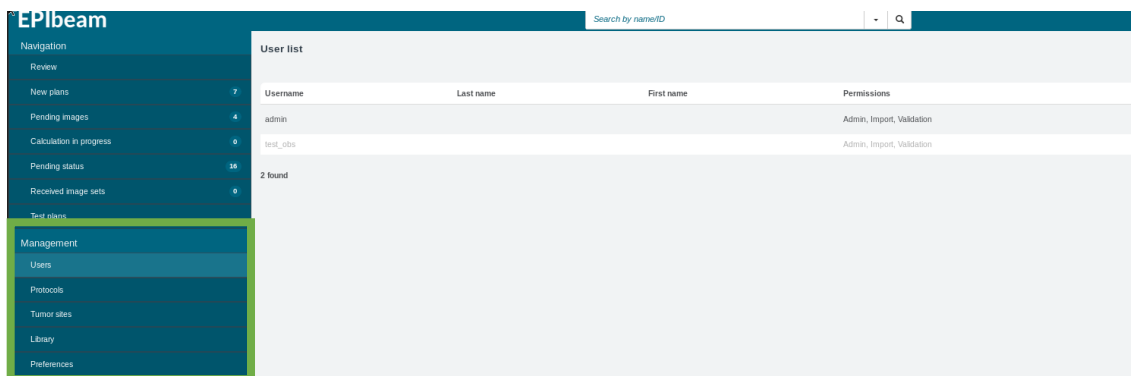 EPIbeam
Search by name/ID
Navigation
Review
New plans 7
Pending images 4
Calculation in progress 0
Pending status 16
Received image sets 0
Test plans
Management
Users
Protocols
Tumor sites
Library
Preferences
User list
Username Last name First name Permissions
admin Admin, Import, Validation
test_obs Admin, Import, Validation
2 found